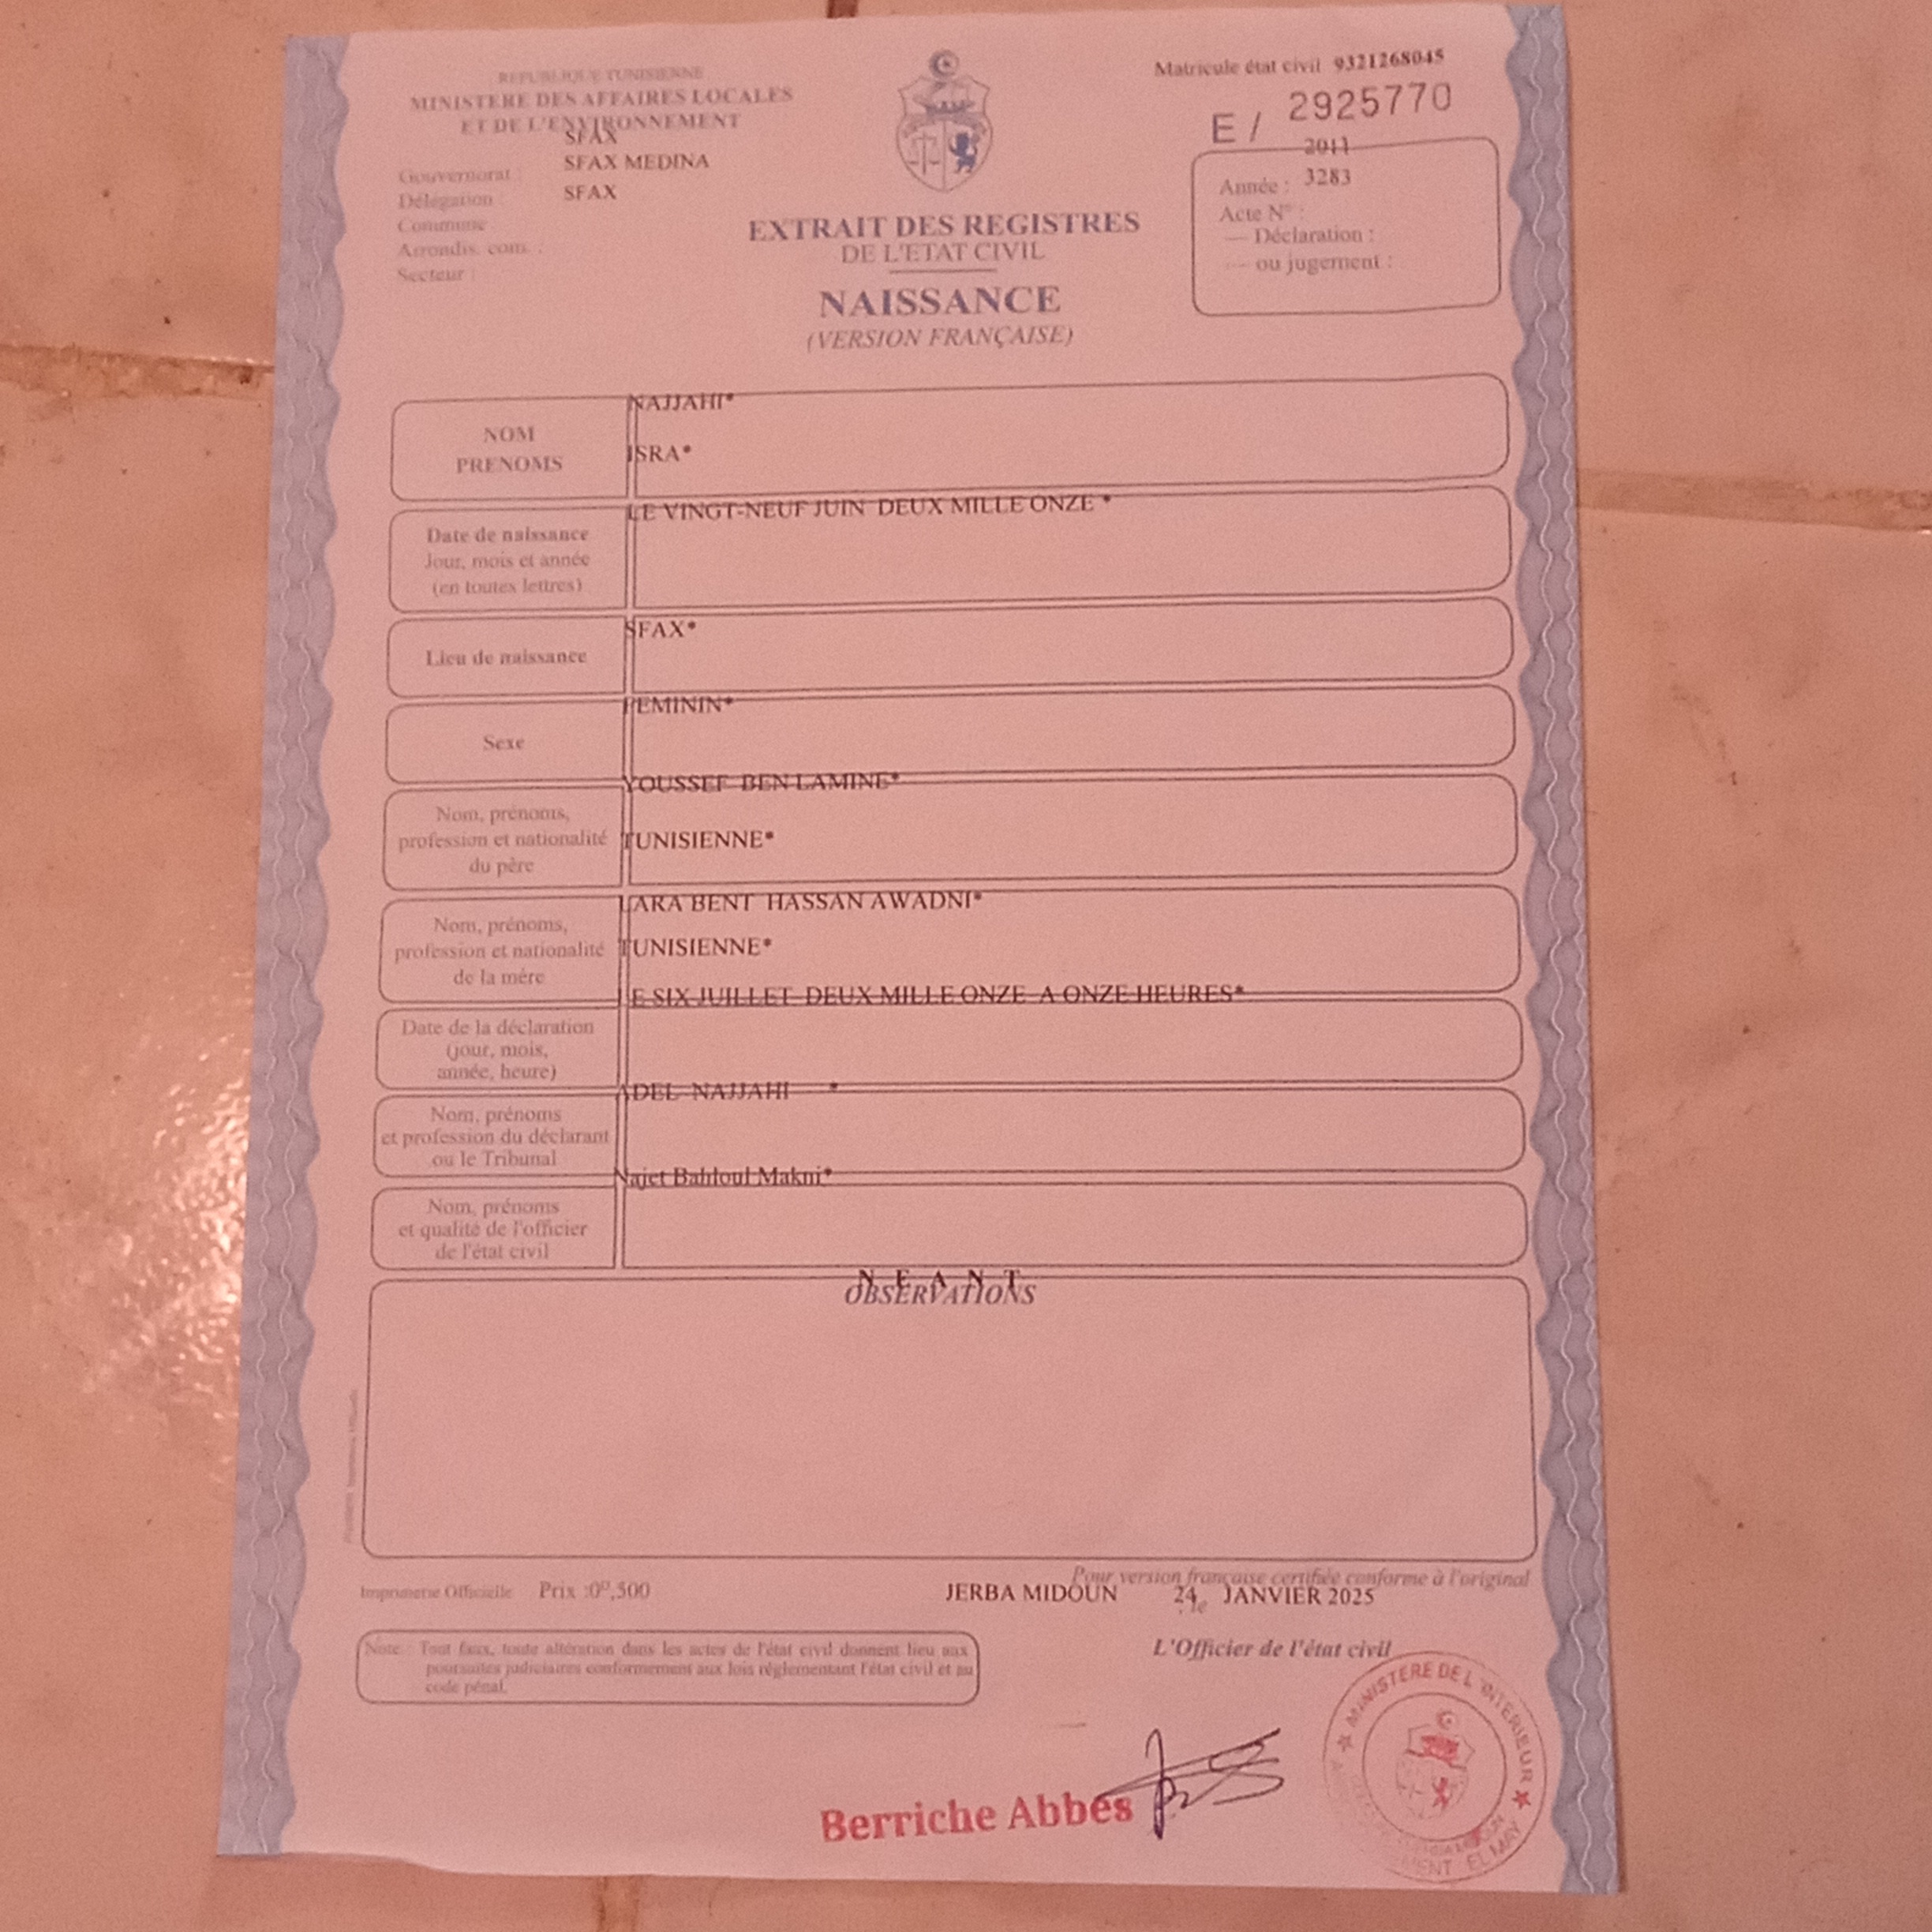 REPUBLIQUE TUNISIENNE
MINISTERE DES AFFAIRES LOCALES
ET DE L'ENVIRONNEMENT
SFAX
SFAX MEDINA
SFAX
Gouvernorat :
Délégation
Commune
Arrondis. com. :
Secteur :
Matricule état civil 9321268045
E / 2925770
2011
Année : 3283
Acte N° :
— Déclaration :
— ou jugement :
EXTRAIT DES REGISTRES
DE L'ETAT CIVIL
NAISSANCE
(VERSION FRANÇAISE)
NOM
PRENOMS
NAJJAHI*
ISRA*
Date de naissance
Jour, mois et année
(en toutes lettres)
LE VINGT-NEUF JUIN DEUX MILLE ONZE *
Lieu de naissance
SFAX*
Sexe
FEMININ*
Nom, prénoms,
profession et nationalité
du père
YOUSSEF BEN LAMINE*
TUNISIENNE*
Nom, prénoms,
profession et nationalité
de la mére
LARA BENT HASSAN AWADNI*
TUNISIENNE*
Date de la déclaration
(jour, mois,
année, heure)
LE SIX JUILLET DEUX MILLE ONZE A ONZE HEURES*
Nom, prénoms
et profession du déclarant
ou le Tribunal
ADEL NAJJAHI *
Nom, prénoms
et qualité de l'officier
de l'état civil
Najet Bahloul Makni*
N E A N T
OBSERVATIONS
Imprimerie Officielle Prix :0ᴰ,500
Pour version française certifiée conforme à l'original
JERBA MIDOUN 24 JANVIER 2025
, le
Note : Tout faux, toute altération dans les actes de l'état civil donnent lieu aux
poursuites judiciaires conformement aux lois réglementant l'état civil et au
code pénal.
L'Officier de l'état civil
Berriche Abbes
MINISTERE DE L'INTERIEUR
EL MAY